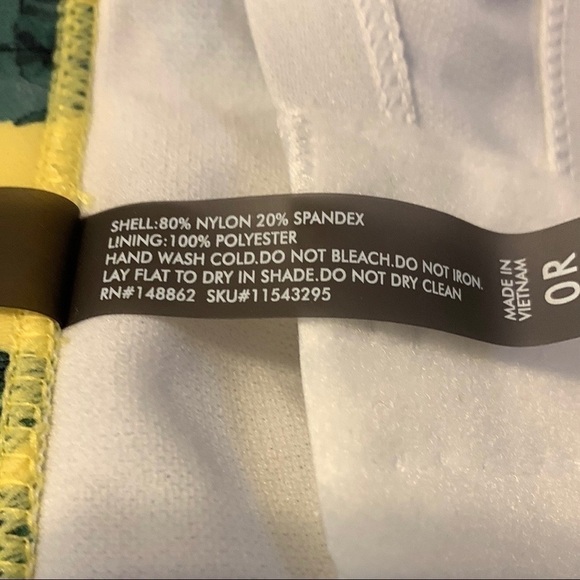 SHELL:80% NYLON 20% SPANDEX
LINING:100% POLYESTER
HAND WASH COLD.DO NOT BLEACH.DO NOT IRON.
LAY FLAT TO DRY IN SHADE.DO NOT DRY CLEAN
RN#148862 SKU#11543295
MADE IN
VIETNAM
0R